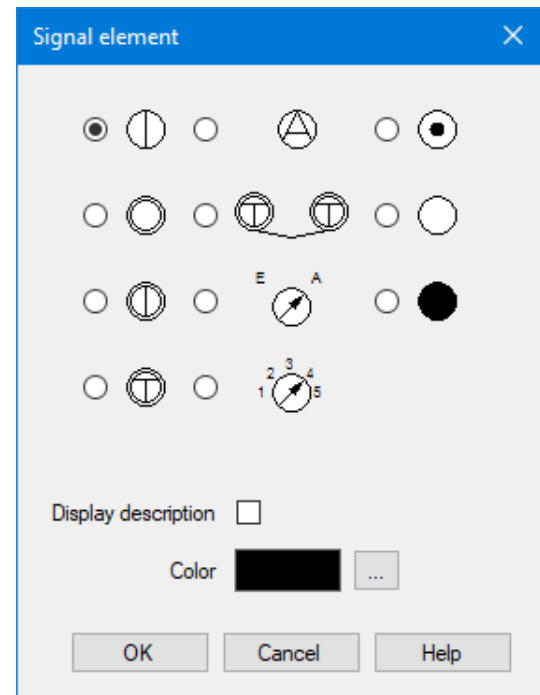 Signal element
E A
1 2 3 4 5
Display description
Color
...
OK Cancel Help